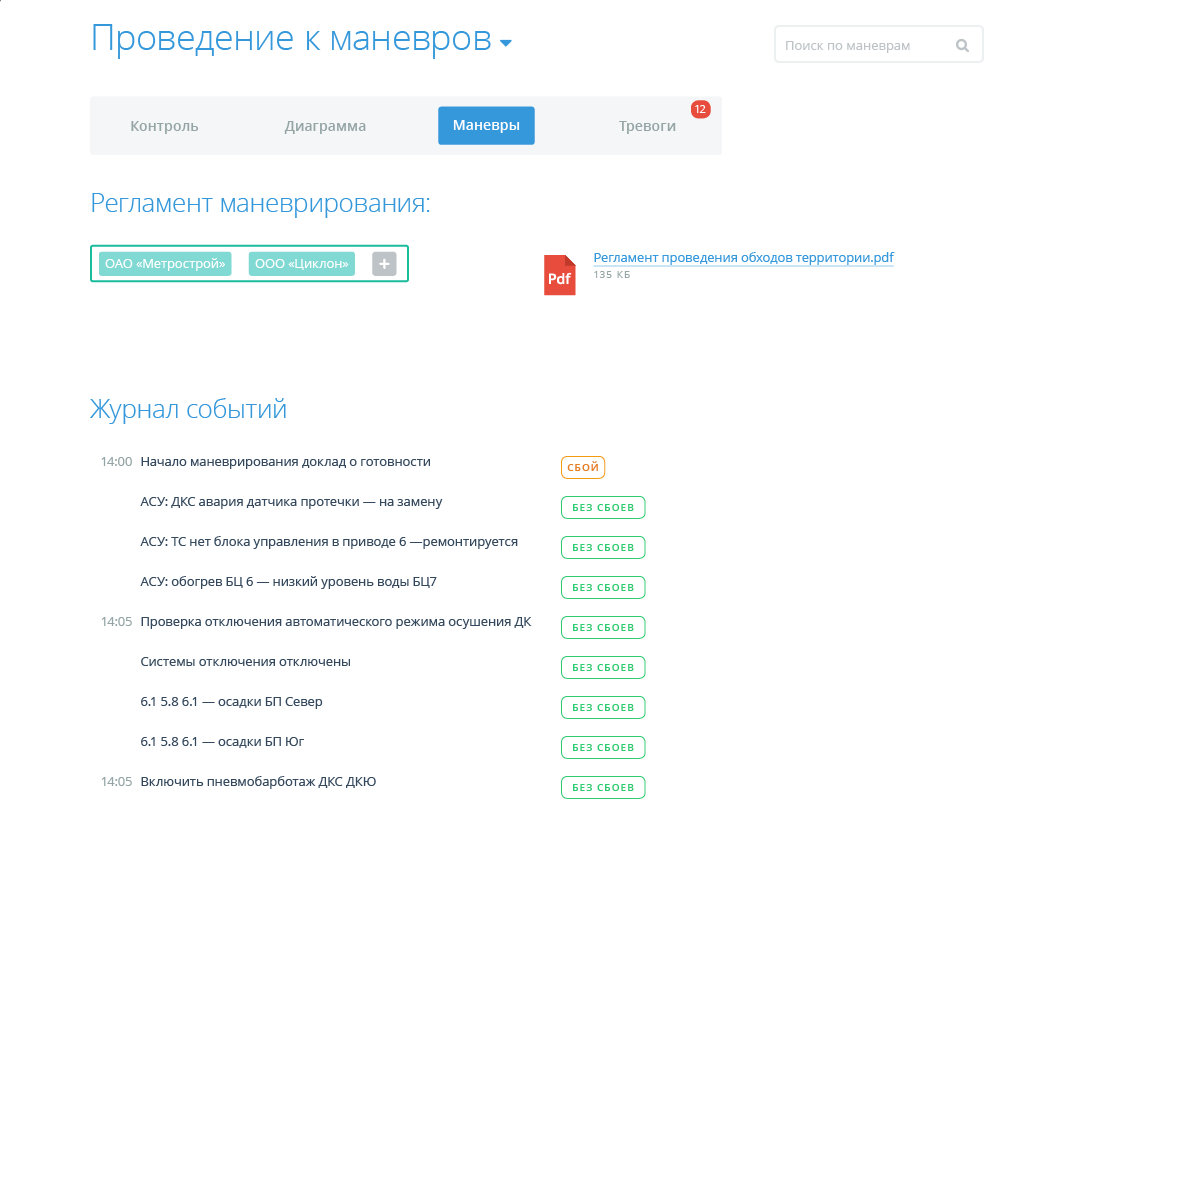 Проведение к маневров
Поиск по маневрам
Контроль
Диаграмма
Маневры
Тревоги
12
Регламент маневрирования:
ОАО «Метрострой»
ООО «Циклон»
+
Pdf
Регламент проведения обходов территории.pdf
135 КБ
Журнал событий
14:00 Начало маневрирования доклад о готовности СБОЙ
АСУ: ДКС авария датчика протечки — на замену БЕЗ СБОЕВ
АСУ: ТС нет блока управления в приводе 6 —ремонтируется БЕЗ СБОЕВ
АСУ: обогрев БЦ 6 — низкий уровень воды БЦ7 БЕЗ СБОЕВ
14:05 Проверка отключения автоматического режима осушения ДК БЕЗ СБОЕВ
Системы отключения отключены БЕЗ СБОЕВ
6.1 5.8 6.1 — осадки БП Север БЕЗ СБОЕВ
6.1 5.8 6.1 — осадки БП Юг БЕЗ СБОЕВ
14:05 Включить пневмобарботаж ДКС ДКЮ БЕЗ СБОЕВ